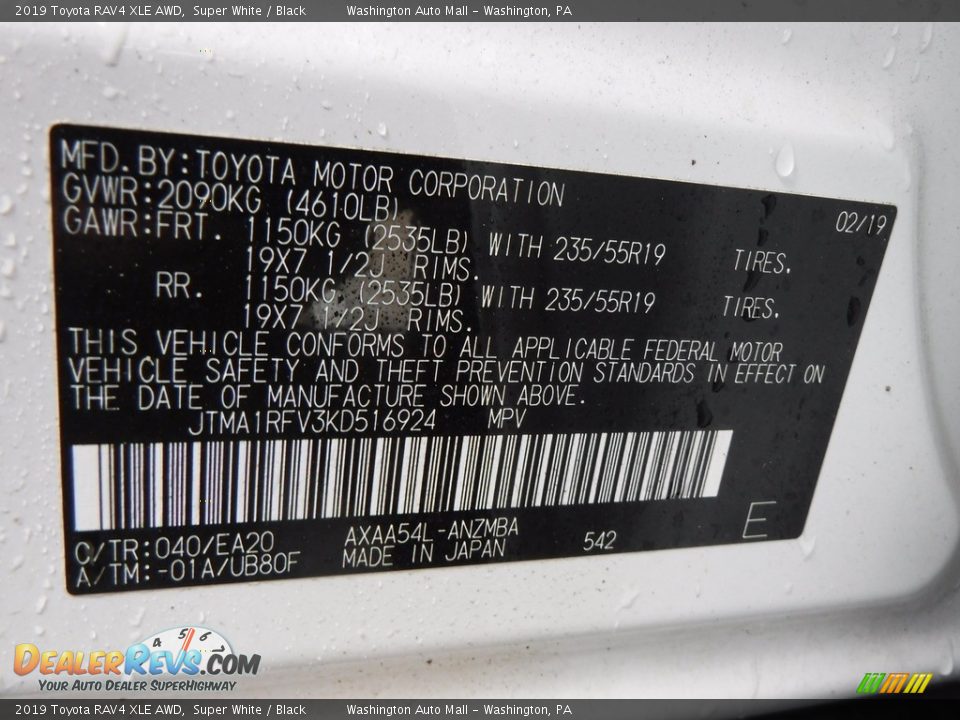 2019 Toyota RAV4 XLE AWD, Super White / Black Washington Auto Mall - Washington, PA
MFD. BY:TOYOTA MOTOR CORPORATION
02/19
GVWR:2090KG (4610LB)
GAWR:FRT. 1150KG (2535LB) WITH 235/55R19 TIRES.
19X7 1/2J RIMS.
RR. 1150KG (2535LB) WITH 235/55R19 TIRES.
19X7 1/2J RIMS.
THIS VEHICLE CONFORMS TO ALL APPLICABLE FEDERAL MOTOR
VEHICLE SAFETY AND THEFT PREVENTION STANDARDS IN EFFECT ON
THE DATE OF MANUFACTURE SHOWN ABOVE.
JTMA1RFV3KD516924 MPV
E
C/TR:040/EA20 AXAA54L-ANZMBA 542
A/TM:-01A/UB80F MADE IN JAPAN
4 5 6
DEALERREVS.COM
YOUR AUTO DEALER SUPERHIGHWAY
2019 Toyota RAV4 XLE AWD, Super White / Black Washington Auto Mall - Washington, PA